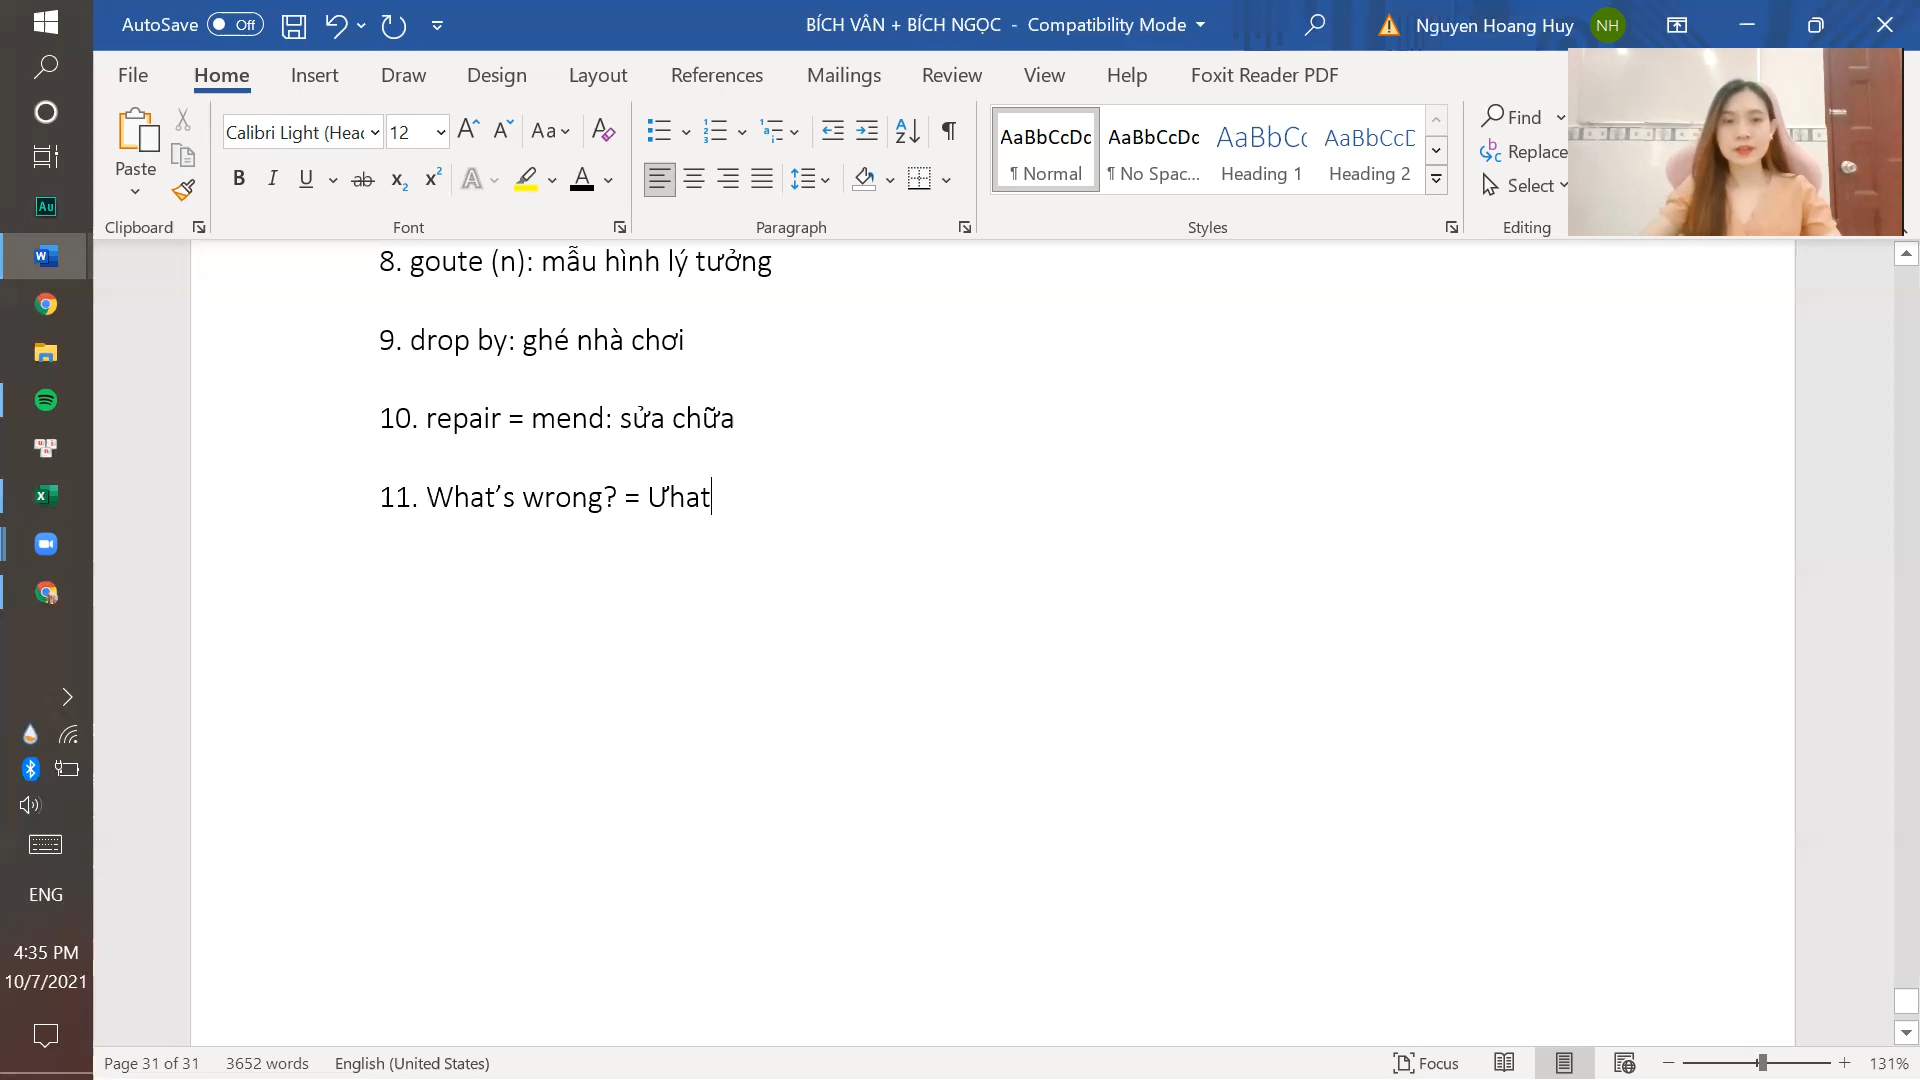 AutoSave Off BÍCH VÂN + BÍCH NGỌC - Compatibility Mode Nguyen Hoang Huy NH
File Home Insert Draw Design Layout References Mailings Review View Help Foxit Reader PDF
Calibri Light (Head 12 Aa
Paste
B I U ab x₂ x² A A
Clipboard Font Paragraph Styles Editing
AaBbCcDc AaBbCcDc AaBbCc AaBbCcD
¶ Normal ¶ No Spac... Heading 1 Heading 2
Find
Replace
Select
8. goute (n): mẫu hình lý tưởng
9. drop by: ghé nhà chơi
10. repair = mend: sửa chữa
11. What’s wrong? = Ưhat
Au
ENG
4:35 PM
10/7/2021
Page 31 of 31 3652 words English (United States) Focus 131%